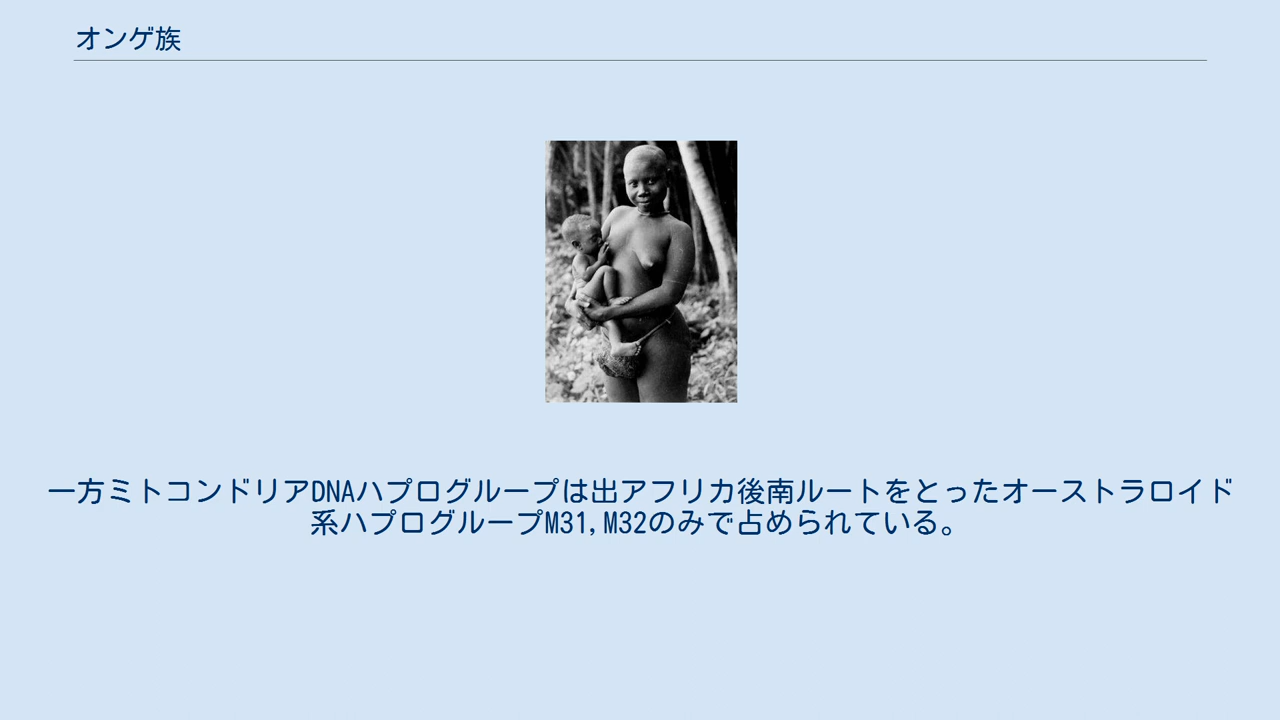 オンゲ族
一方ミトコンドリアDNAハプログループは出アフリカ後南ルートをとったオーストラロイド
系ハプログループM31,M32のみで占められている。